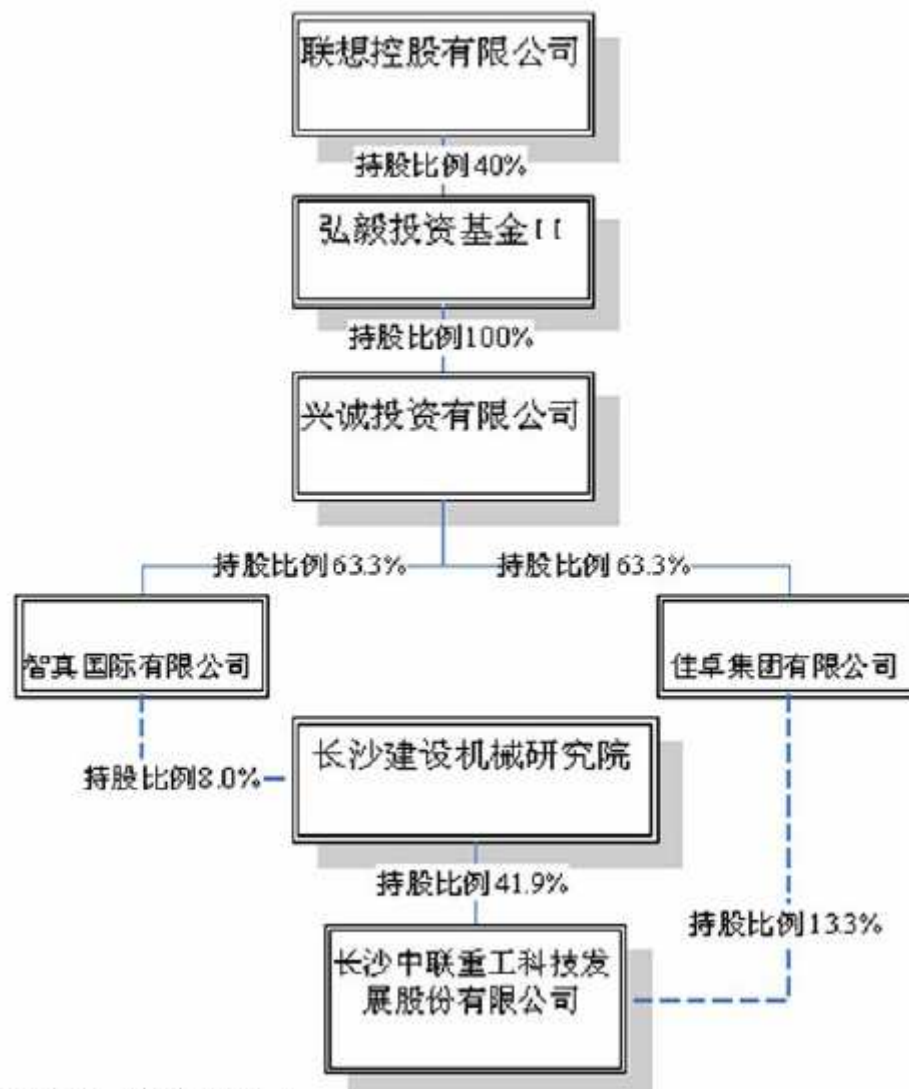 联想控股有限公司
持股比例40%
弘毅投资基金II
持股比例100%
兴诚投资有限公司
持股比例63.3%
持股比例63.3%
智真国际有限公司
佳卓集团有限公司
长沙建设机械研究院
持股比例8.0%
持股比例41.9%
持股比例13.3%
长沙中联重工科技发
展股份有限公司